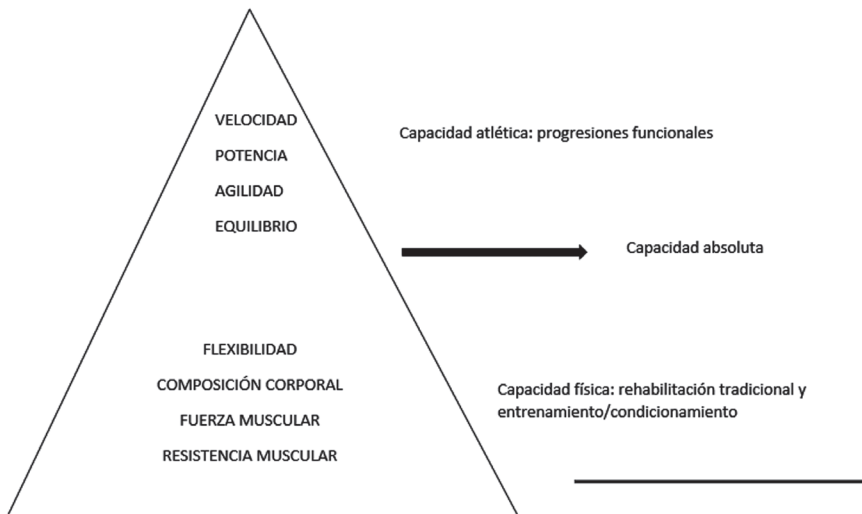 VELOCIDAD
Capacidad atlética: progresiones funcionales
POTENCIA
AGILIDAD
EQUILIBRIO
Capacidad absoluta
FLEXIBILIDAD
COMPOSICIÓN CORPORAL
Capacidad física: rehabilitación tradicional y
entrenamiento/condicionamiento
FUERZA MUSCULAR
RESISTENCIA MUSCULAR